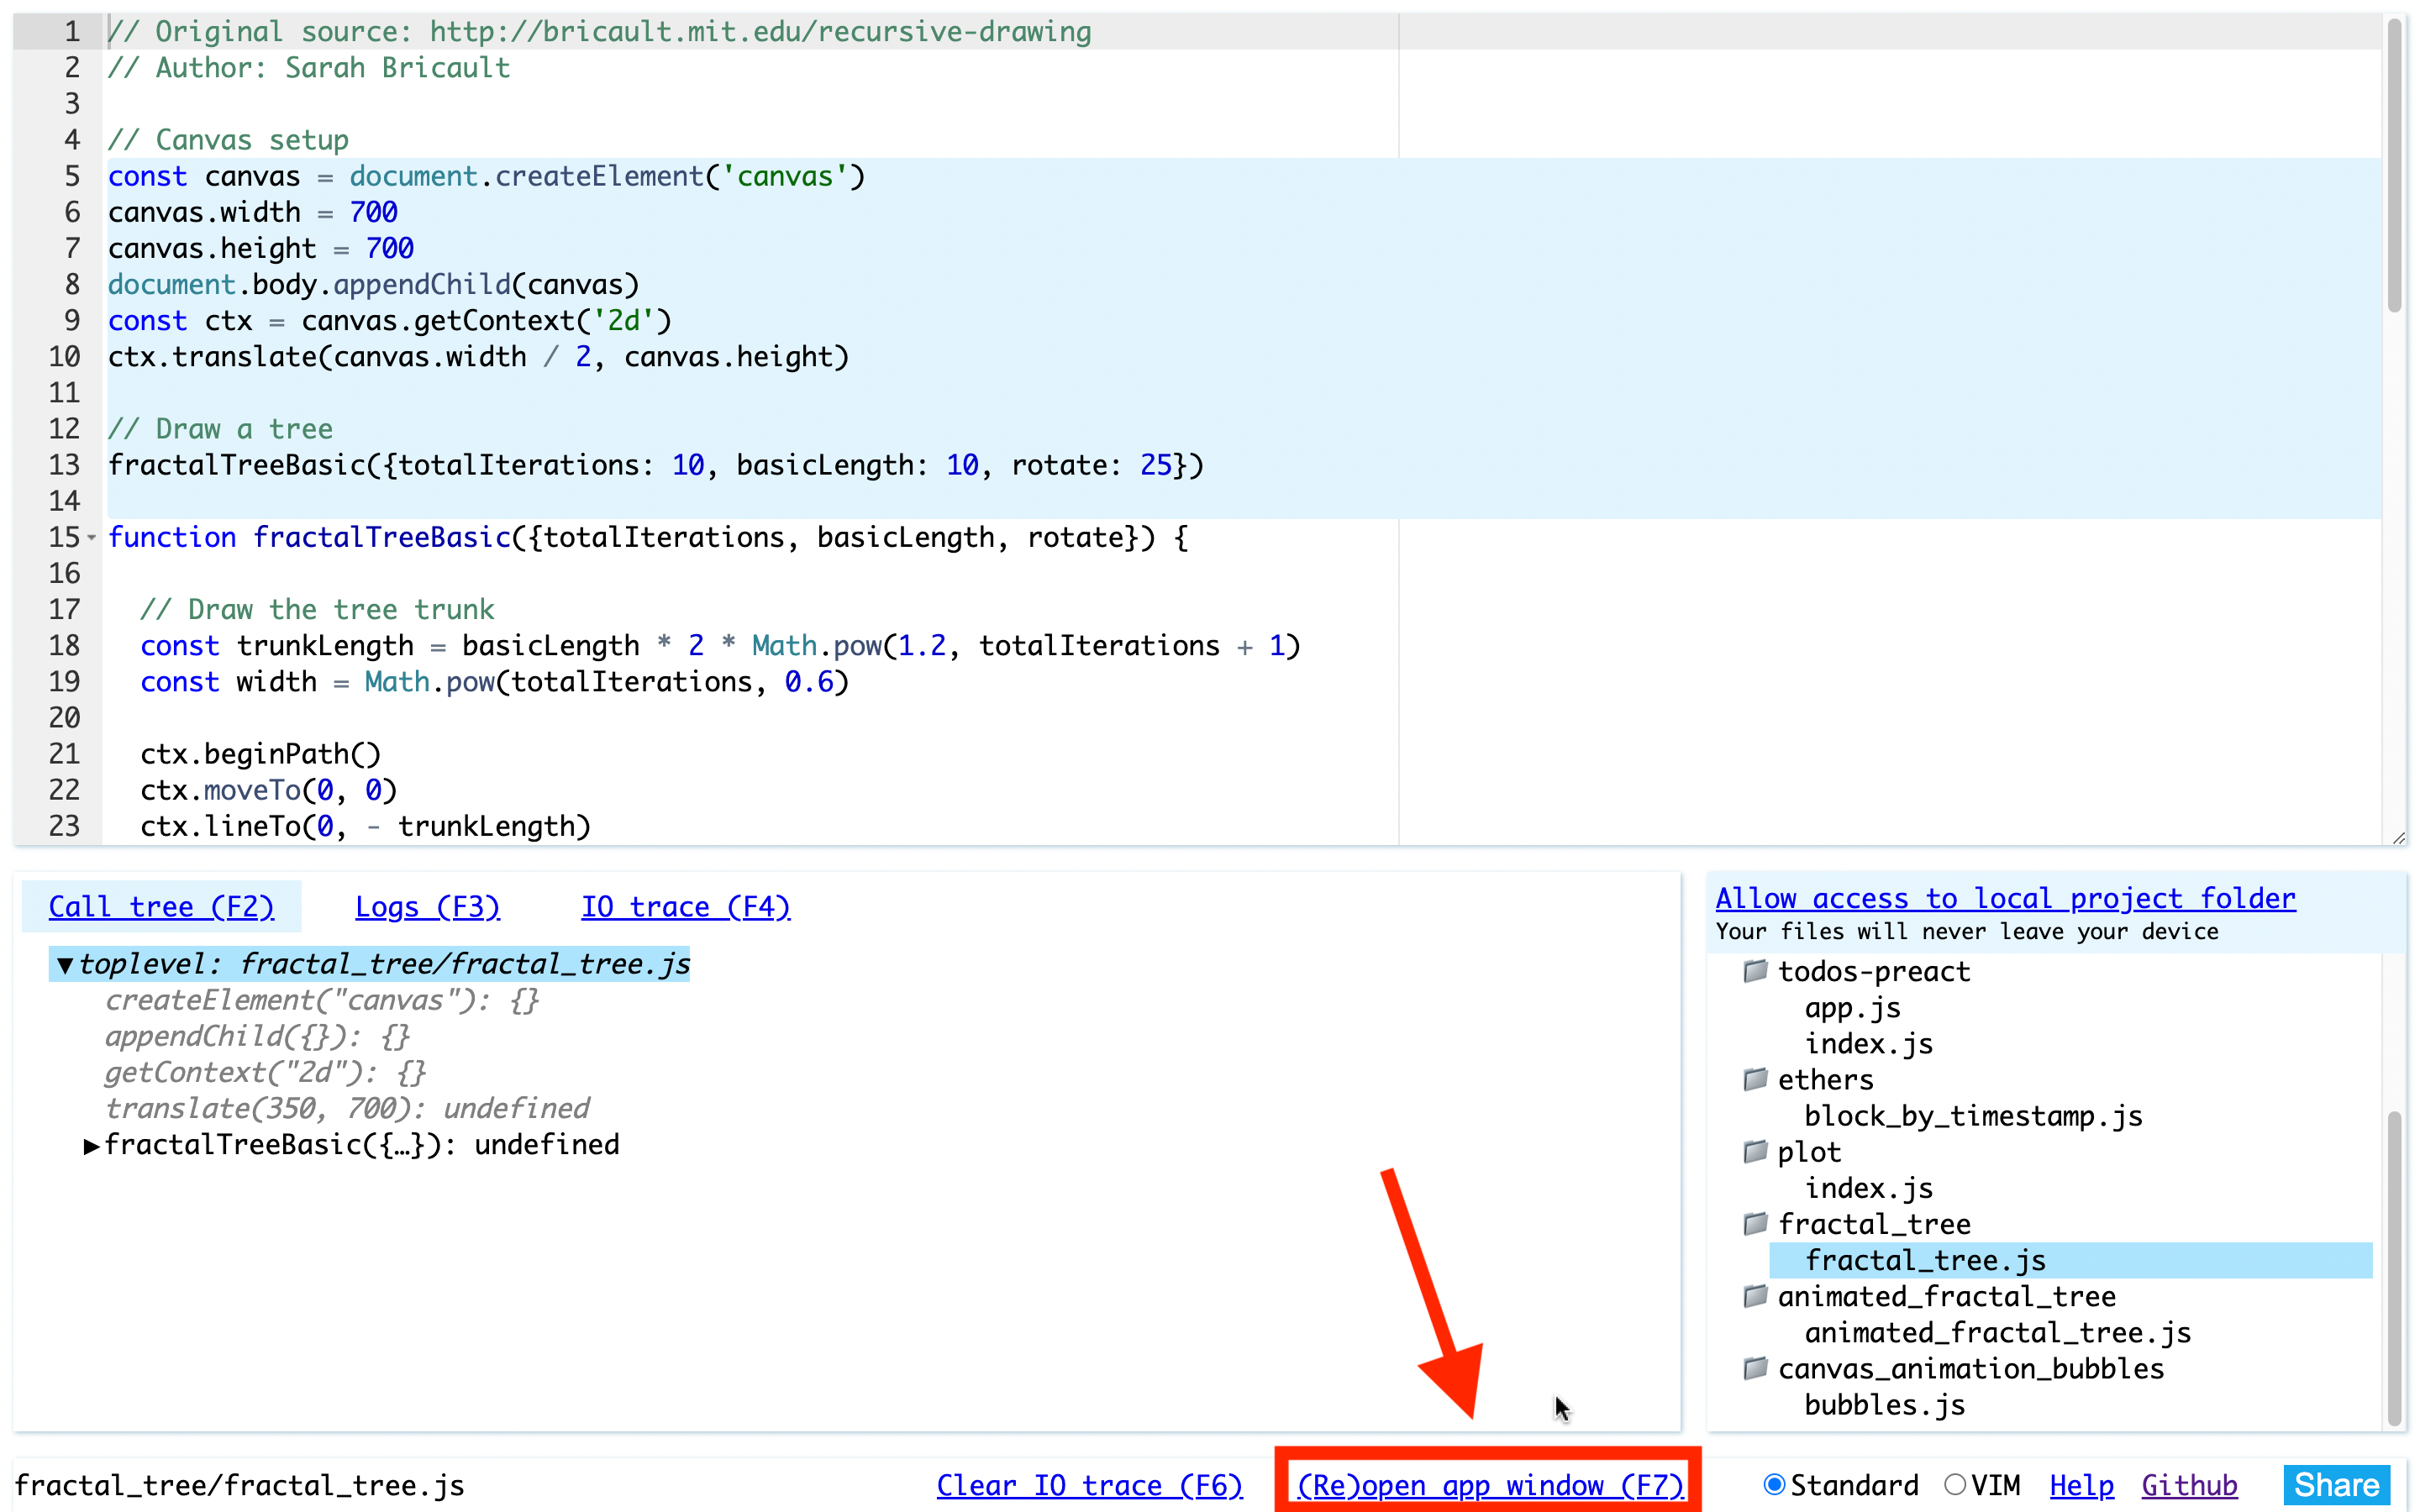 1 // Original source: http://bricault.mit.edu/recursive-drawing
2 // Author: Sarah Bricault
3
4 // Canvas setup
5 const canvas = document.createElement('canvas')
6 canvas.width = 700
7 canvas.height = 700
8 document.body.appendChild(canvas)
9 const ctx = canvas.getContext('2d')
10 ctx.translate(canvas.width / 2, canvas.height)
11
12 // Draw a tree
13 fractalTreeBasic({totalIterations: 10, basicLength: 10, rotate: 25})
14
15 function fractalTreeBasic({totalIterations, basicLength, rotate}) {
16
17 // Draw the tree trunk
18 const trunkLength = basicLength * 2 * Math.pow(1.2, totalIterations + 1)
19 const width = Math.pow(totalIterations, 0.6)
20
21 ctx.beginPath()
22 ctx.moveTo(0, 0)
23 ctx.lineTo(0, - trunkLength)
Call tree (F2) Logs (F3) IO trace (F4)
▼toplevel: fractal_tree/fractal_tree.js
createElement("canvas"): {}
appendChild({}): {}
getContext("2d"): {}
translate(350, 700): undefined
▶fractalTreeBasic({…}): undefined
Allow access to local project folder
Your files will never leave your device
todos-preact
app.js
index.js
ethers
block_by_timestamp.js
plot
index.js
fractal_tree
fractal_tree.js
animated_fractal_tree
animated_fractal_tree.js
canvas_animation_bubbles
bubbles.js
fractal_tree/fractal_tree.js Clear IO trace (F6) (Re)open app window (F7) Standard VIM Help Github Share